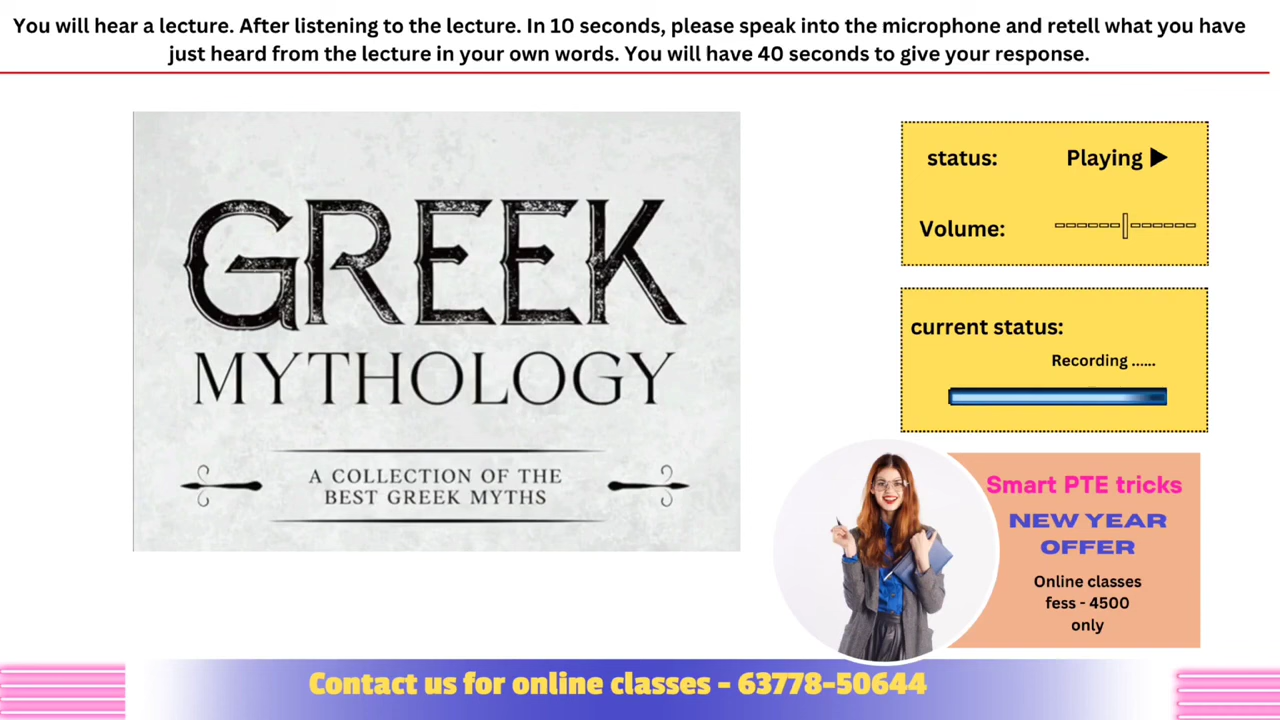 You will hear a lecture. After listening to the lecture. In 10 seconds, please speak into the microphone and retell what you have
just heard from the lecture in your own words. You will have 40 seconds to give your response.
GREEK
MYTHOLOGY
A COLLECTION OF THE
BEST GREEK MYTHS
status: Playing
Volume:
current status:
Recording ......
Smart PTE tricks
NEW YEAR
OFFER
Online classes
fess - 4500
only
Contact us for online classes - 63778-50644